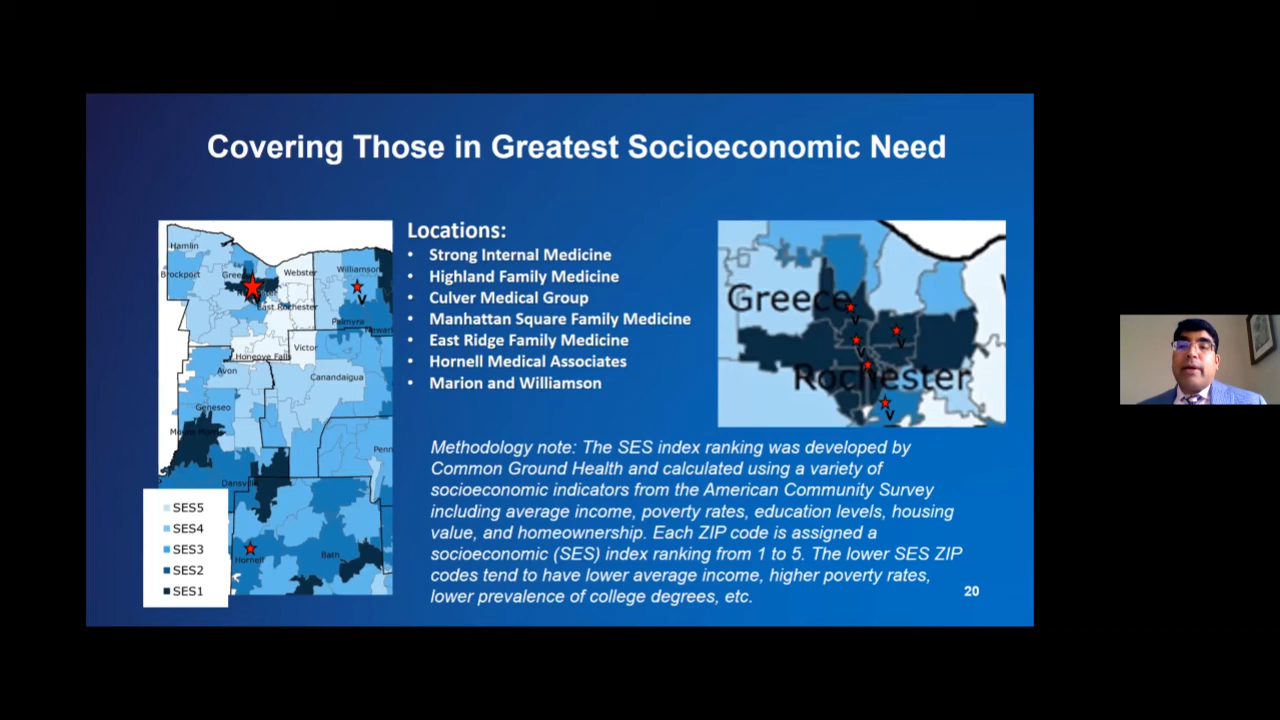 Covering Those in Greatest Socioeconomic Need
Hamlin
Brockport
Webster
Williamson
East Rochester
Palmyra
Newark
Victor
Honeoye Falls
Avon
Canandaigua
Geneseo
Penn
Dansville
Hornell
Bath
SES5
SES4
SES3
SES2
SES1
Locations:
• Strong Internal Medicine
• Highland Family Medicine
• Culver Medical Group
• Manhattan Square Family Medicine
• East Ridge Family Medicine
• Hornell Medical Associates
• Marion and Williamson
Greece
Rochester
Methodology note: The SES index ranking was developed by
Common Ground Health and calculated using a variety of
socioeconomic indicators from the American Community Survey
including average income, poverty rates, education levels, housing
value, and homeownership. Each ZIP code is assigned a
socioeconomic (SES) index ranking from 1 to 5. The lower SES ZIP
codes tend to have lower average income, higher poverty rates,
lower prevalence of college degrees, etc.
20